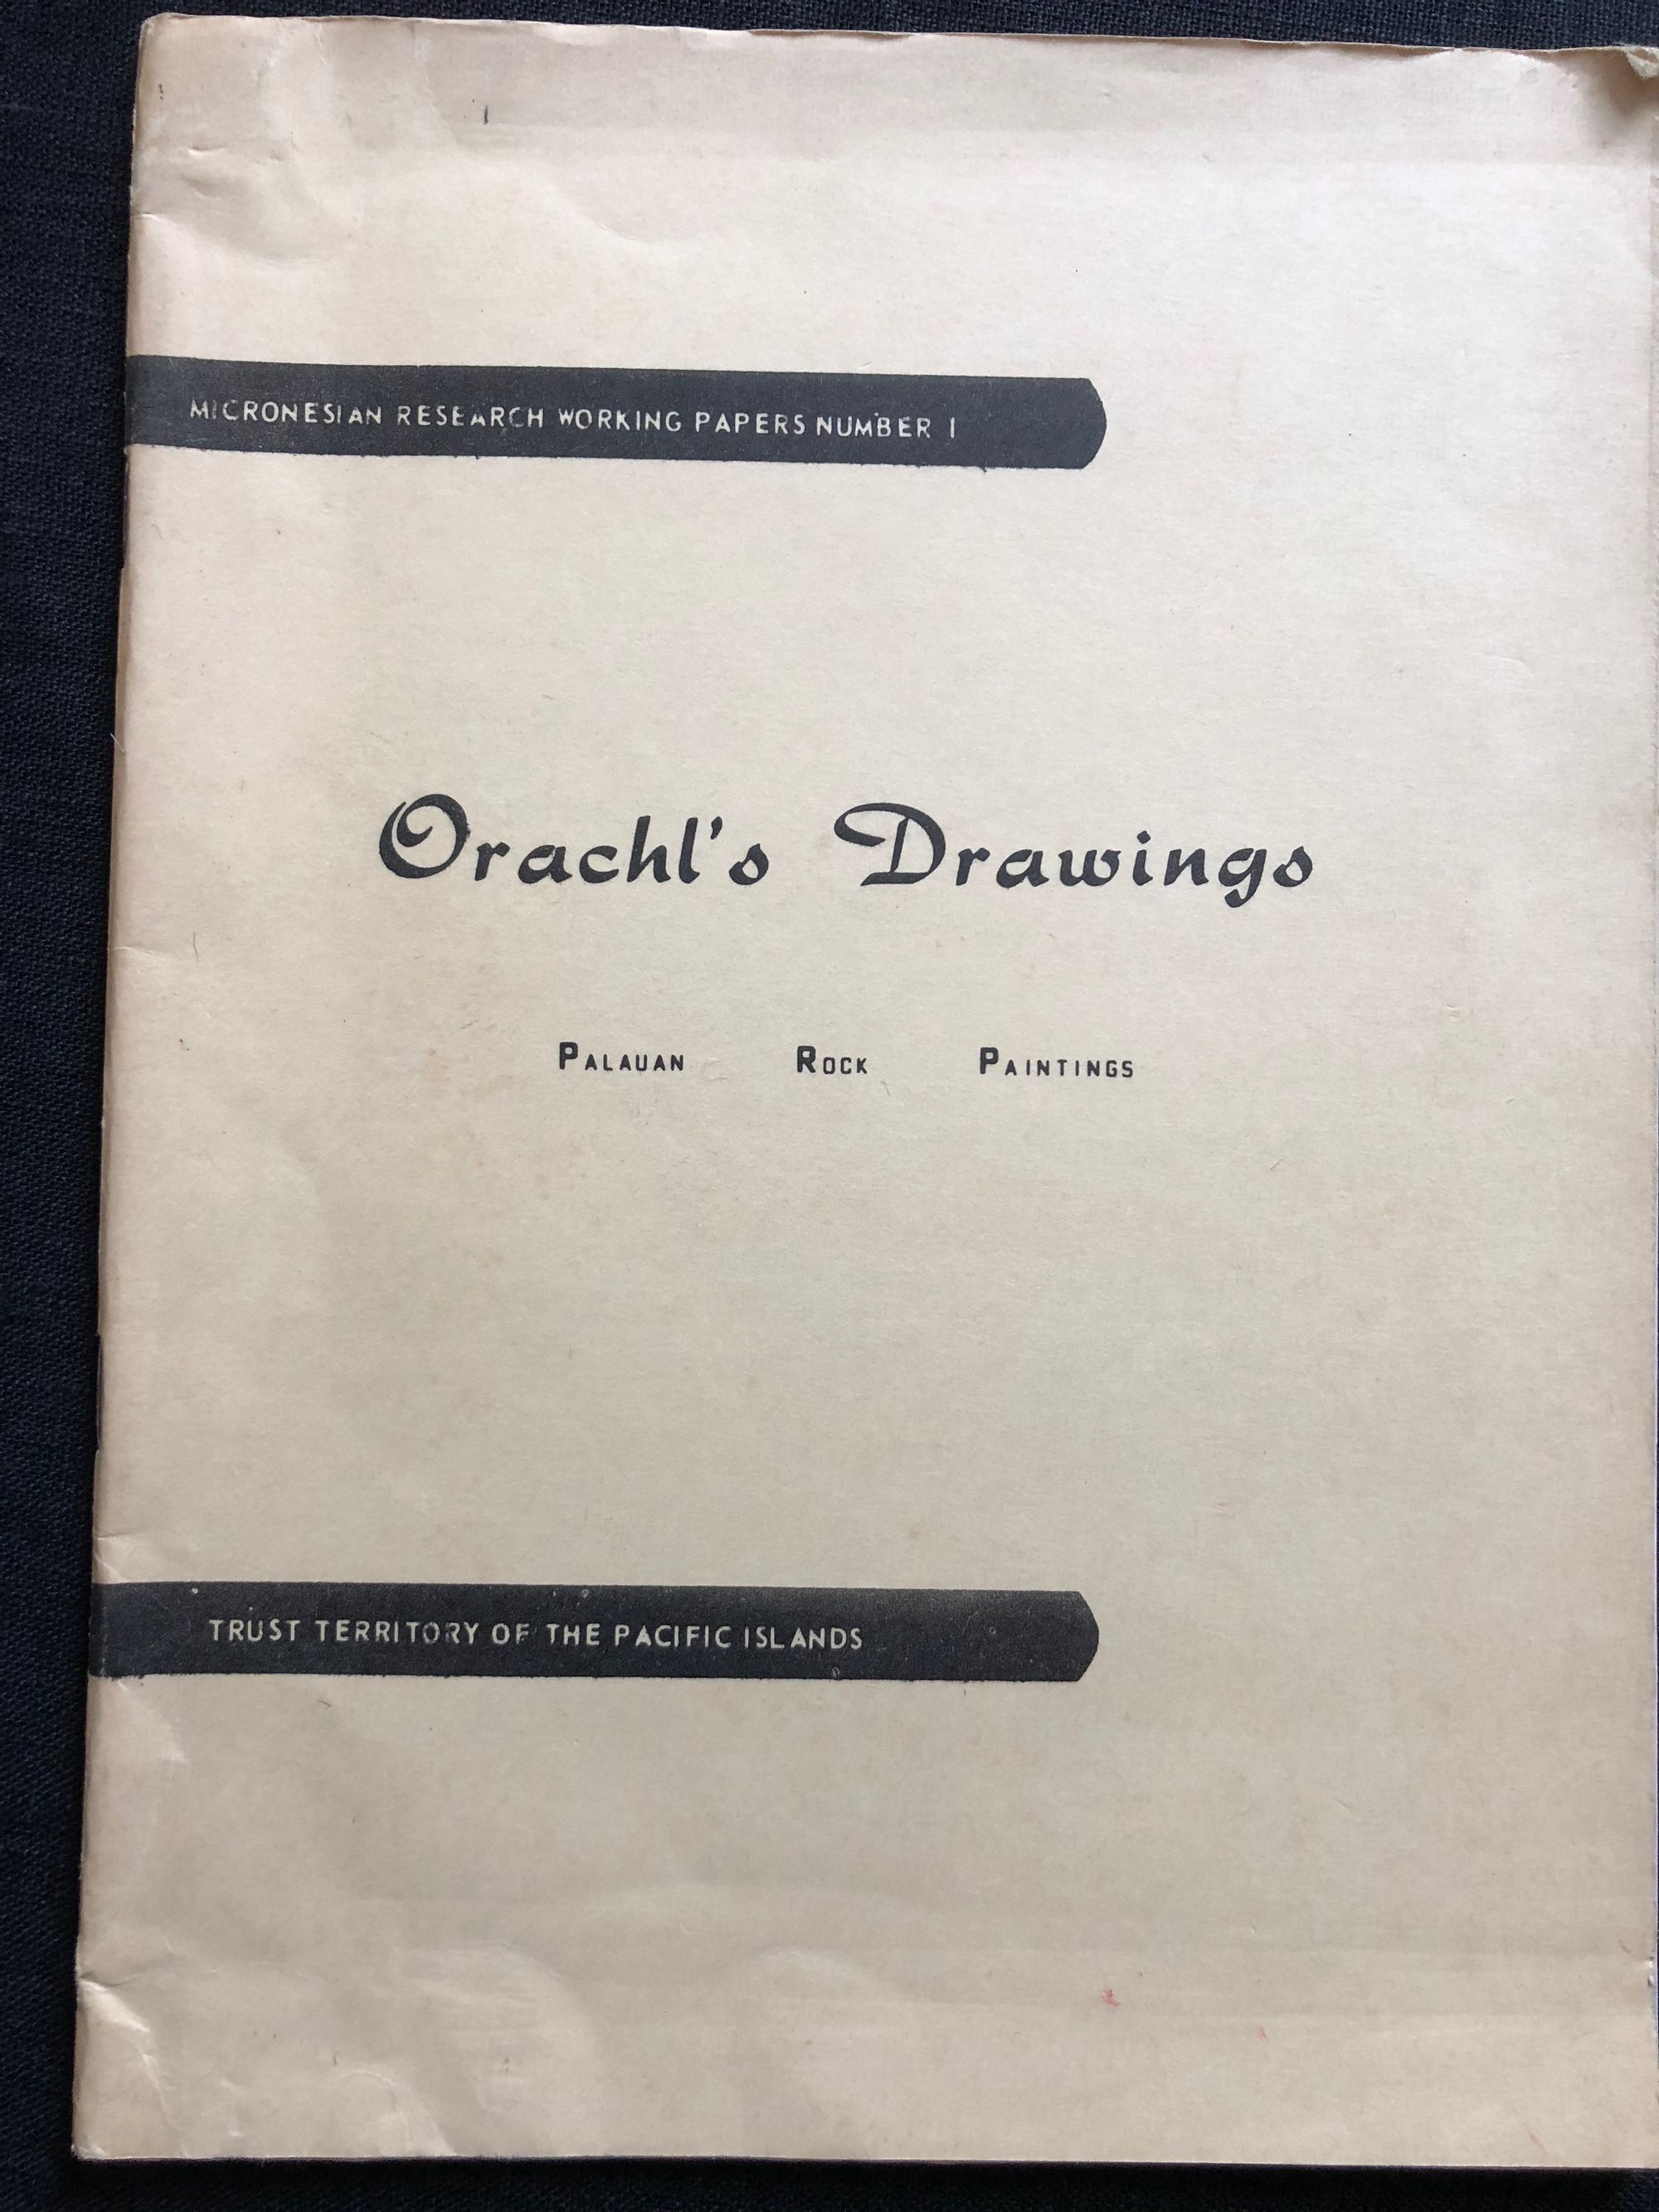 MICRONESIAN RESEARCH WORKING PAPERS NUMBER 1
Orachl's Drawings
PALAUAN ROCK PAINTINGS
TRUST TERRITORY OF THE PACIFIC ISLANDS